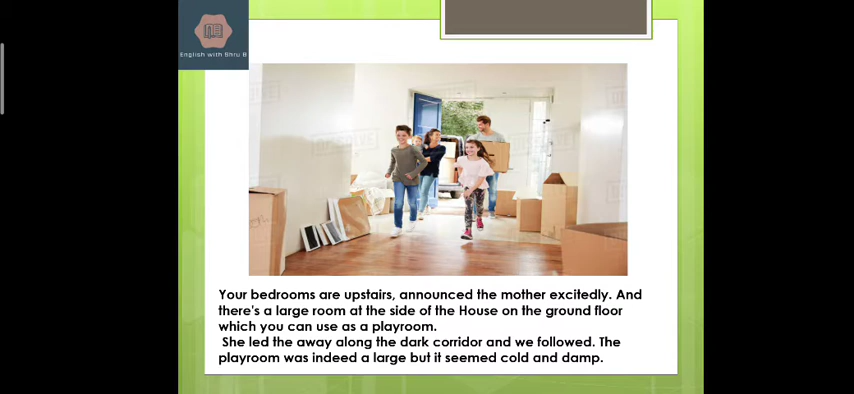 English with Shru B
Your bedrooms are upstairs, announced the mother excitedly. And
there's a large room at the side of the House on the ground floor
which you can use as a playroom.
She led the away along the dark corridor and we followed. The
playroom was indeed a large but it seemed cold and damp.